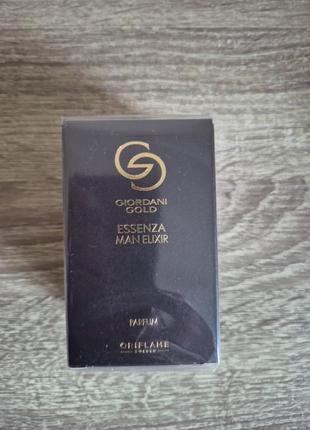 GIORDANI
GOLD
ESSENZA
MAN ELIXIR
PARFUM
ORIFLAME
SWEDEN